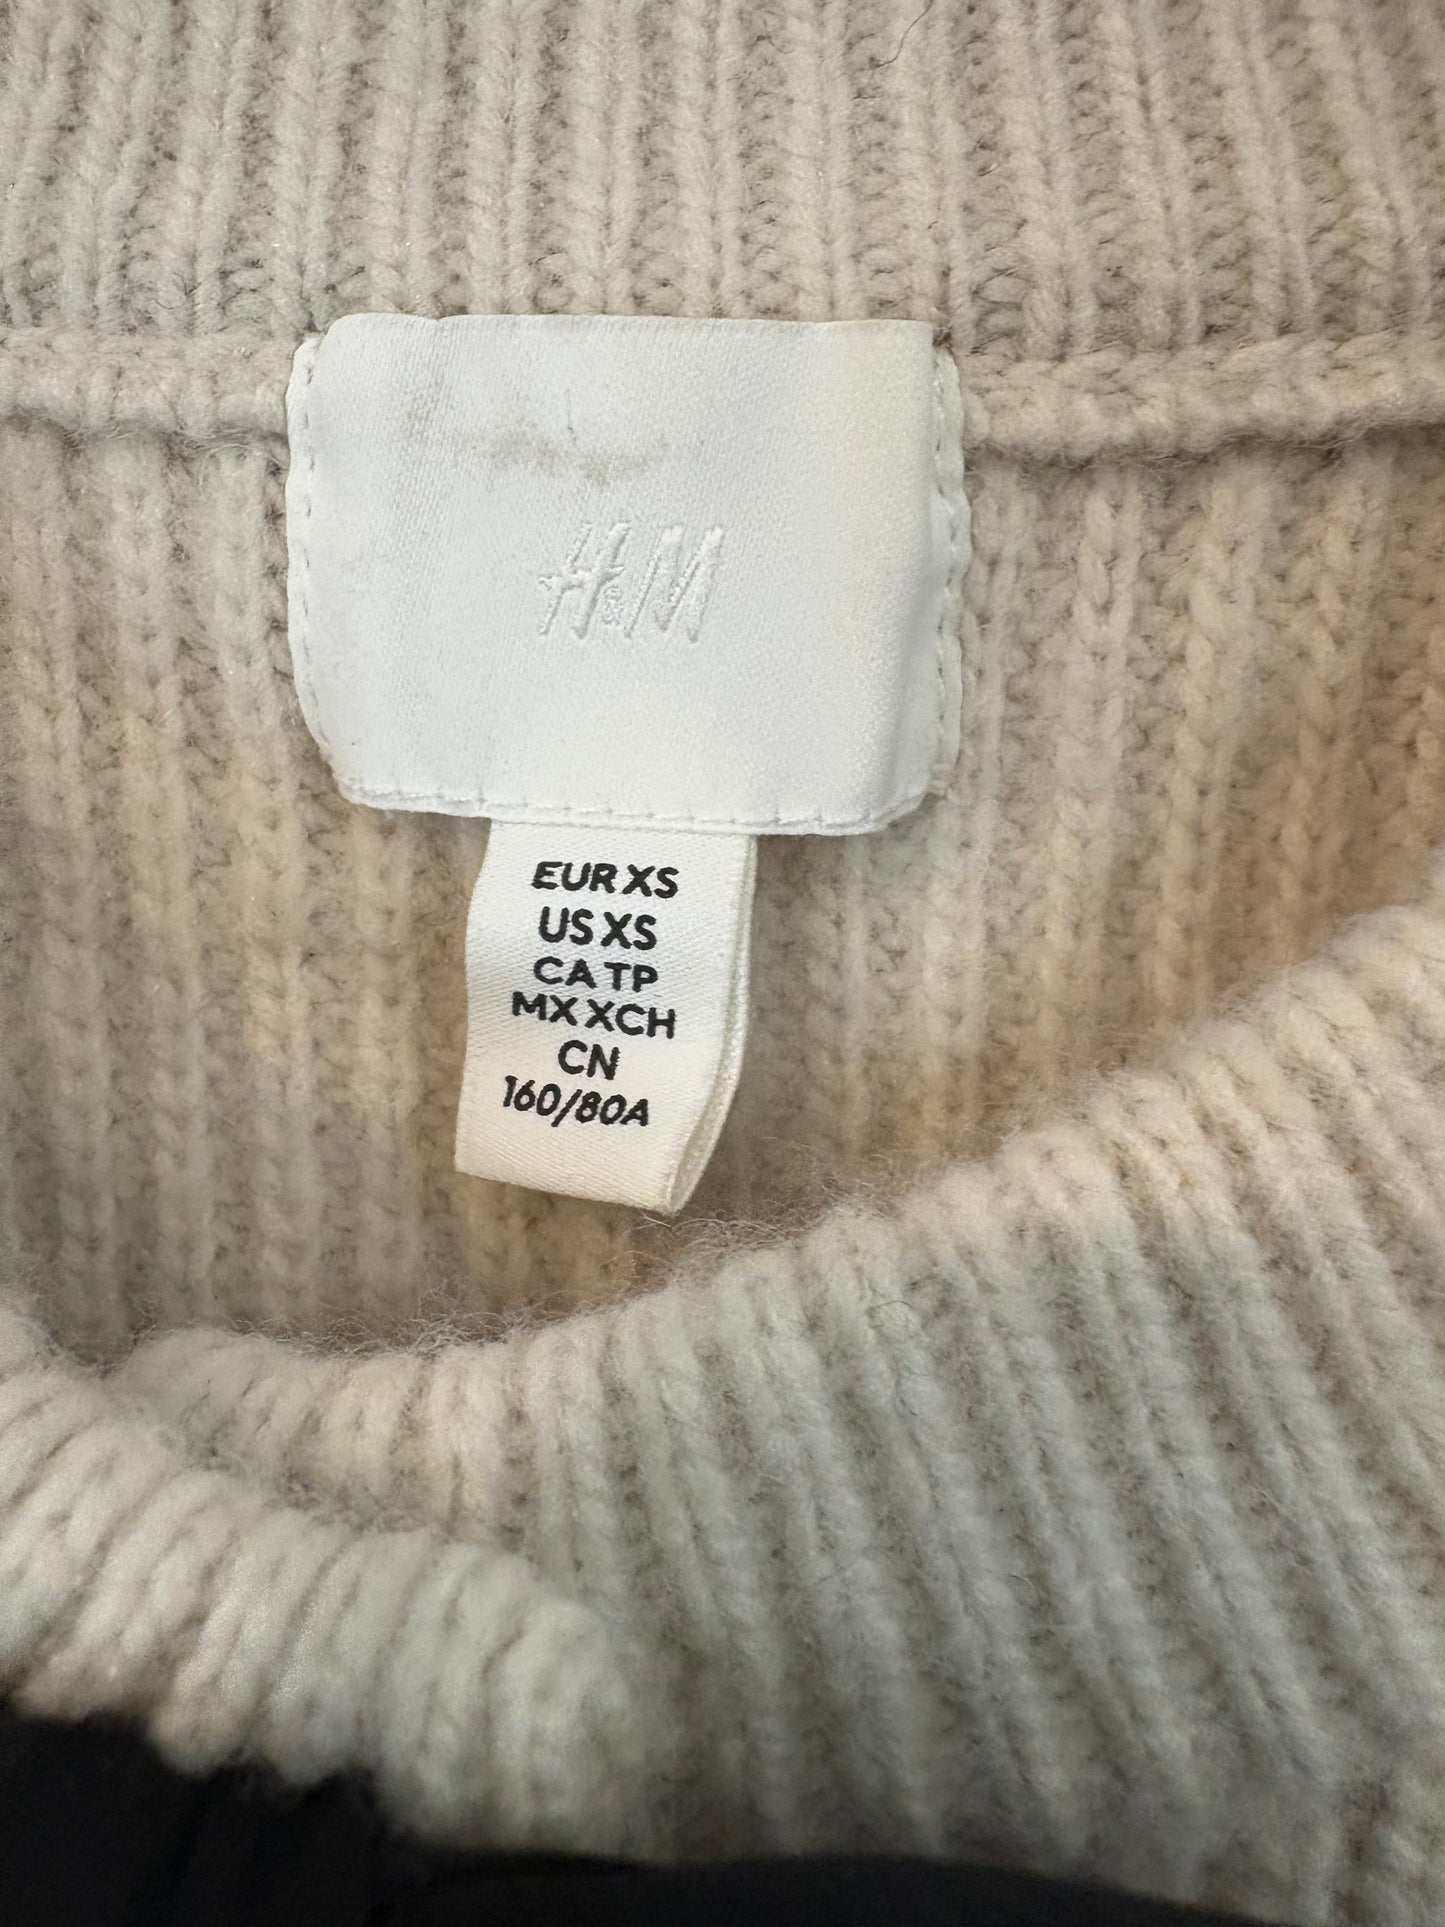 H&M
EUR XS
US XS
CA TP
MX XCH
CN
160/80A